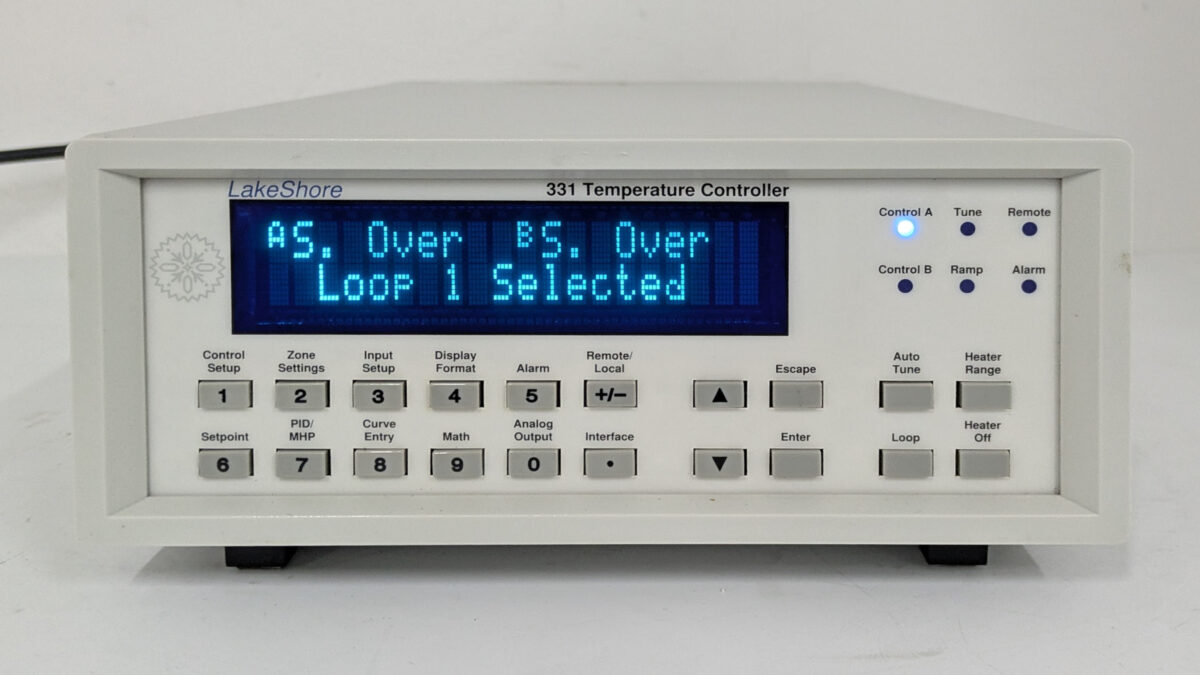 LakeShore 331 Temperature Controller
AS. Over BS. Over
Loop 1 Selected
Control A Tune Remote
Control B Ramp Alarm
Control Setup
Zone Settings
Input Setup
Display Format
Alarm
Remote/ Local
1 2 3 4 5 +/−
Setpoint
PID/ MHP
Curve Entry
Math
Analog Output
Interface
6 7 8 9 0 •
▲ Escape
▼ Enter
Auto Tune
Heater Range
Loop
Heater Off